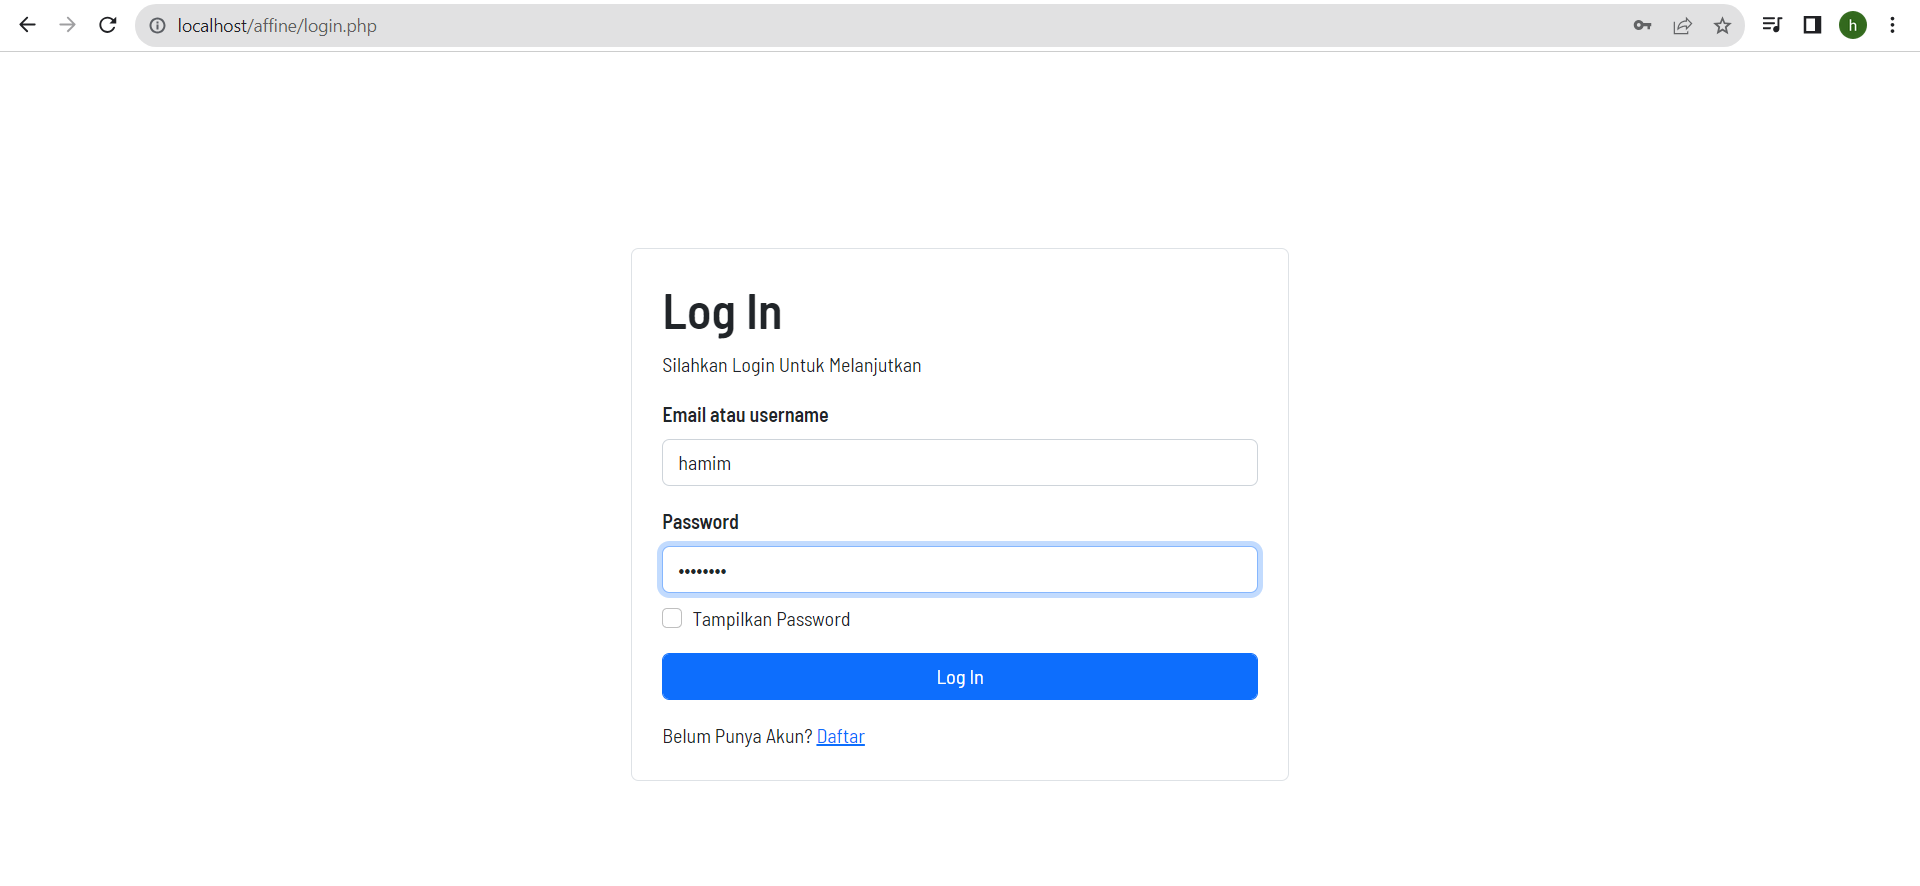 localhost/affine/login.php
h
Log In
Silahkan Login Untuk Melanjutkan
Email atau username
hamim
Password
••••••••
Tampilkan Password
Log In
Belum Punya Akun? Daftar